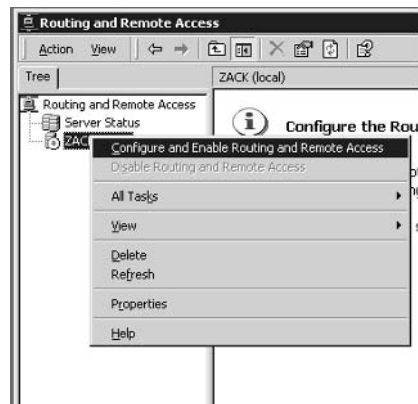 Routing and Remote Access
Action View
Tree
ZACK (local)
Routing and Remote Access
Server Status
Configure the Rou
Configure and Enable Routing and Remote Access
Disable Routing and Remote Access
All Tasks
View
Delete
Refresh
Properties
Help